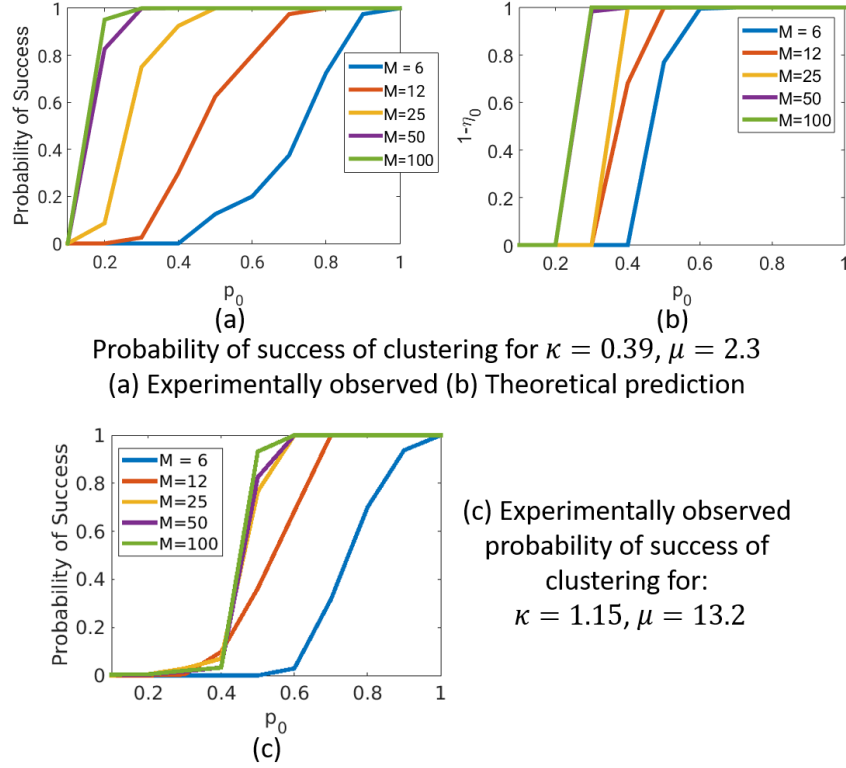 Probability of Success
1
0.8
0.6
0.4
0.2
0
0.2
0.4
0.6
0.8
1
p0
M = 6
M=12
M=25
M=50
M=100
(a)
1-η0
1
0.8
0.6
0.4
0.2
0
0.2
0.4
0.6
0.8
1
p0
M = 6
M=12
M=25
M=50
M=100
(b)
Probability of success of clustering for κ = 0.39, μ = 2.3
(a) Experimentally observed (b) Theoretical prediction
Probability of Success
1
0.8
0.6
0.4
0.2
0
0.2
0.4
0.6
0.8
1
p0
M = 6
M=12
M=25
M=50
M=100
(c)
(c) Experimentally observed
probability of success of
clustering for:
κ = 1.15, μ = 13.2